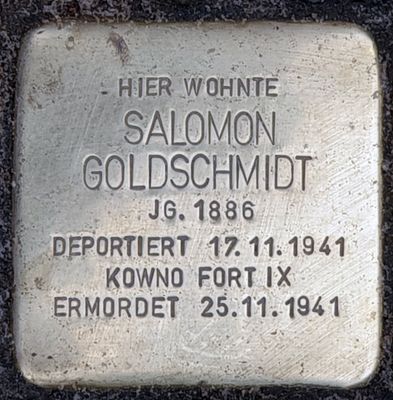 HIER WOHNTE
SALOMON
GOLDSCHMIDT
JG. 1886
DEPORTIERT 17.11.1941
KOWNO FORT IX
ERMORDET 25.11.1941